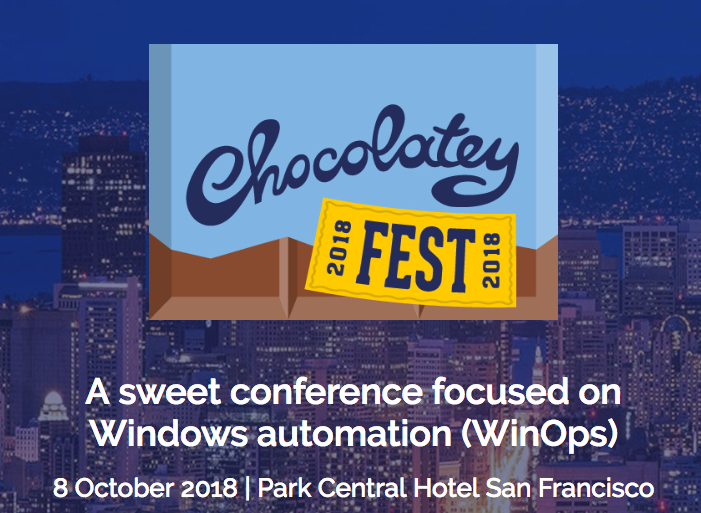 Chocolatey
2018 FEST 2018
A sweet conference focused on
Windows automation (WinOps)
8 October 2018 | Park Central Hotel San Francisco